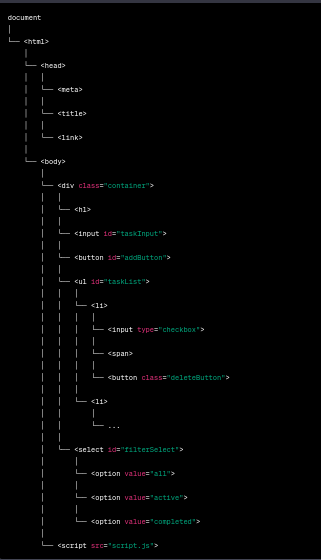 document
│
└── <html>
    │
    └── <head>
    │   │
    │   └── <meta>
    │   │
    │   └── <title>
    │   │
    │   └── <link>
    │
    └── <body>
        │
        └── <div class="container">
        │   │
        │   └── <h1>
        │   │
        │   └── <input id="taskInput">
        │   │
        │   └── <button id="addButton">
        │   │
        │   └── <ul id="taskList">
        │   │   │
        │   │   └── <li>
        │   │   │   │
        │   │   │   └── <input type="checkbox">
        │   │   │   │
        │   │   │   └── <span>
        │   │   │   │
        │   │   │   └── <button class="deleteButton">
        │   │   │
        │   │   └── <li>
        │   │       │
        │   │       └── ...
        │   │
        │   └── <select id="filterSelect">
        │       │
        │       └── <option value="all">
        │       │
        │       └── <option value="active">
        │       │
        │       └── <option value="completed">
        │
        └── <script src="script.js">